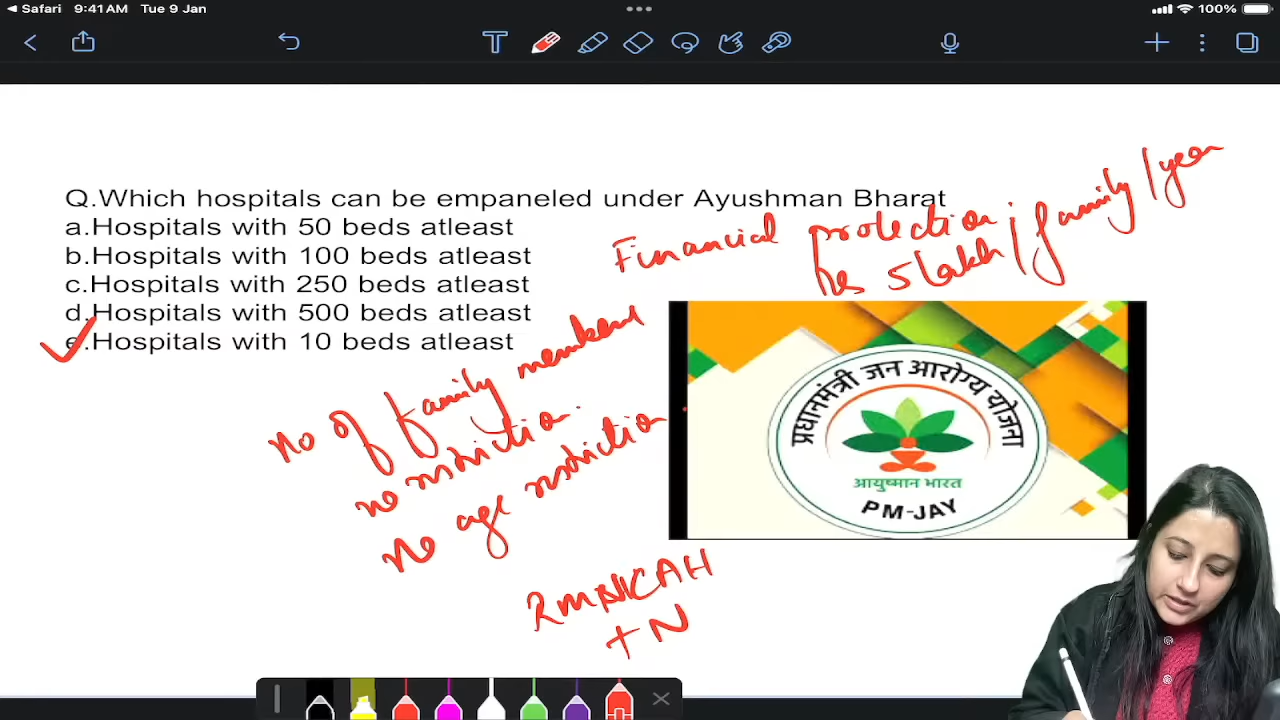 Safari 9:41 AM Tue 9 Jan
100%
Q.Which hospitals can be empaneled under Ayushman Bharat
a.Hospitals with 50 beds atleast
b.Hospitals with 100 beds atleast
c.Hospitals with 250 beds atleast
d.Hospitals with 500 beds atleast
e.Hospitals with 10 beds atleast
Financial protection
5 lakh / family / year
no of family members
no restriction.
no age restriction
प्रधानमंत्री जन आरोग्य योजना
आयुष्मान भारत
PM-JAY
+ N